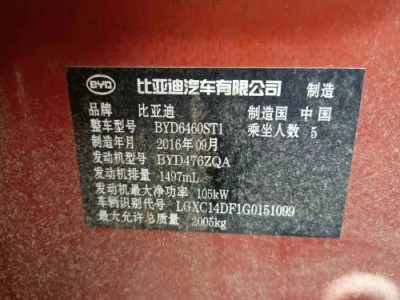 BYD 比亚迪汽车有限公司 制造
品牌 比亚迪 制造国 中国
整车型号 BYD6460ST1 乘坐人数 5
制造年月 2016年09月
发动机型号 BYD476ZQA
发动机排量 1497mL
发动机最大净功率 105kW
车辆识别代号 LGXC14DF1G0151099
最大允许总质量 2005kg